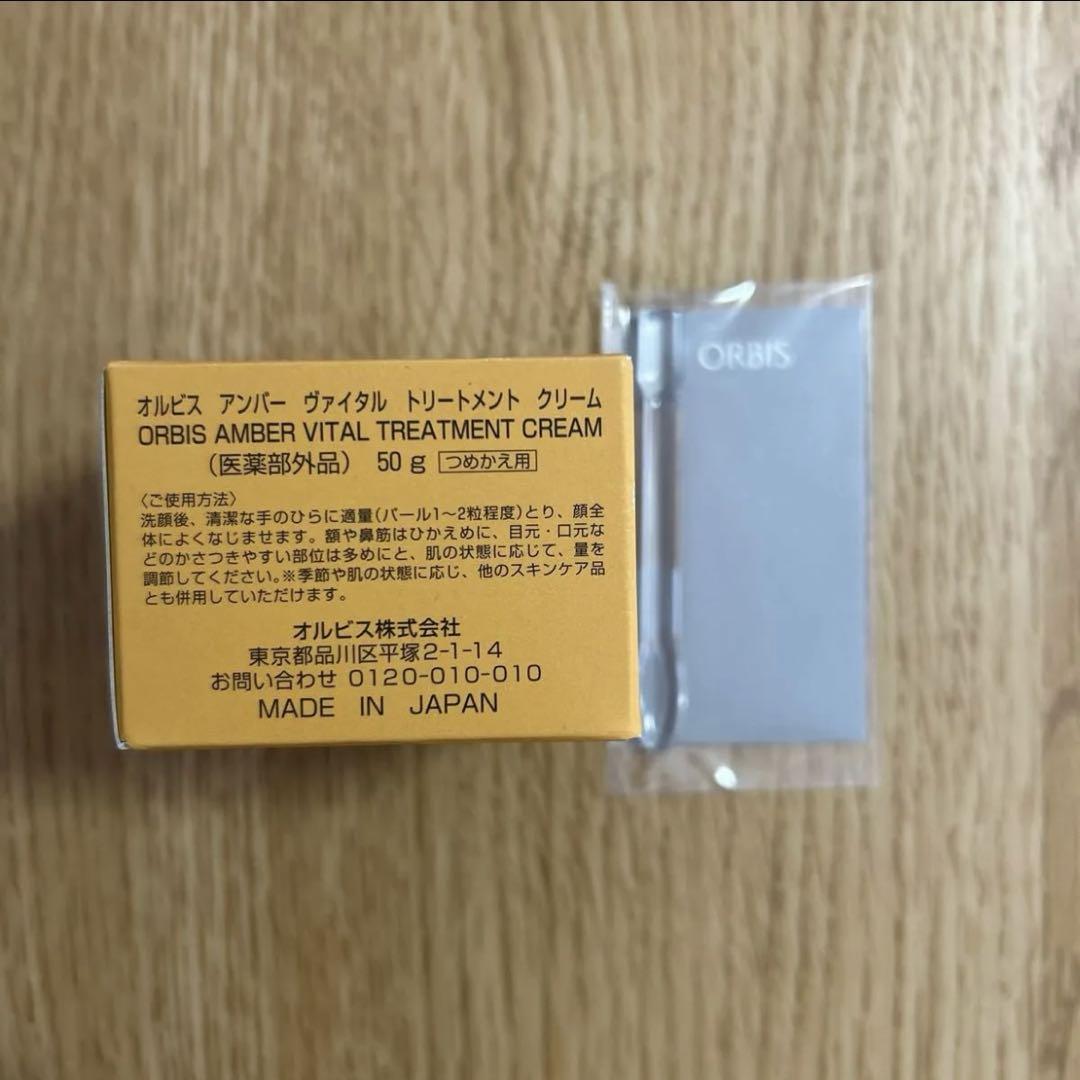 オルビス アンバー ヴァイタル トリートメント クリーム
ORBIS AMBER VITAL TREATMENT CREAM
（医薬部外品） 50g つめかえ用
〈ご使用方法〉
洗顔後、清潔な手のひらに適量(パール1〜2粒程度)とり、顔全
体によくなじませます。額や鼻筋はひかえめに、目元・口元な
どのかさつきやすい部位は多めにと、肌の状態に応じて、量を
調節してください。※季節や肌の状態に応じ、他のスキンケア品
とも併用していただけます。
オルビス株式会社
東京都品川区平塚2-1-14
お問い合わせ 0120-010-010
MADE IN JAPAN
ORBIS